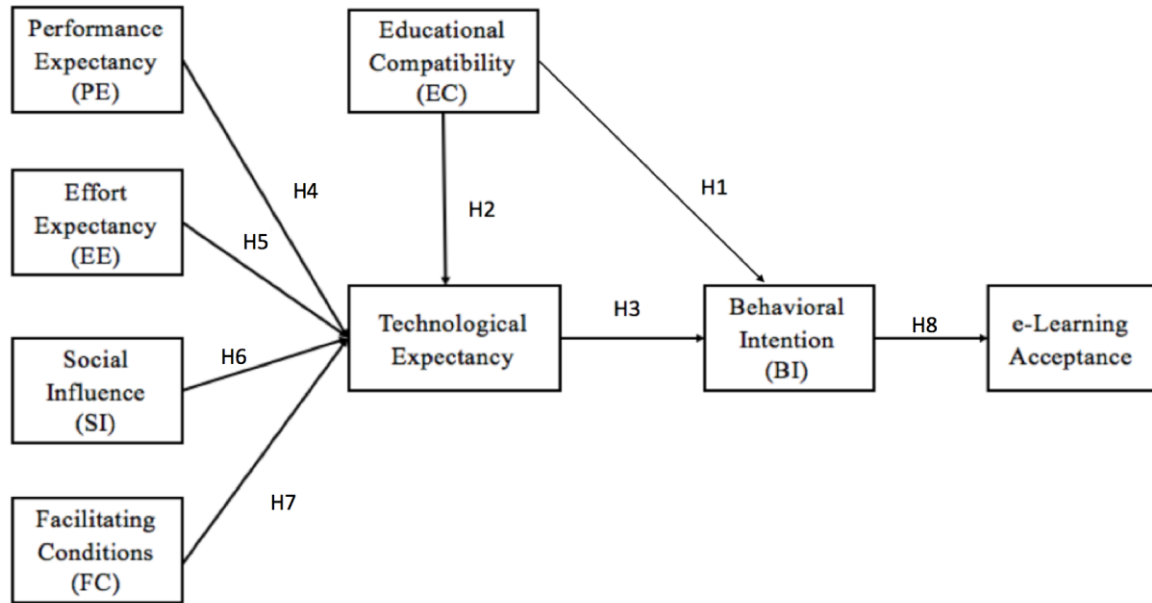 Performance
Expectancy
(PE)
Educational
Compatibility
(EC)
Effort
Expectancy
(EE)
H4
H5
H2
H1
Social
Influence
(SI)
H6
Technological
Expectancy
H3
Behavioral
Intention
(BI)
H8
e-Learning
Acceptance
H7
Facilitating
Conditions
(FC)